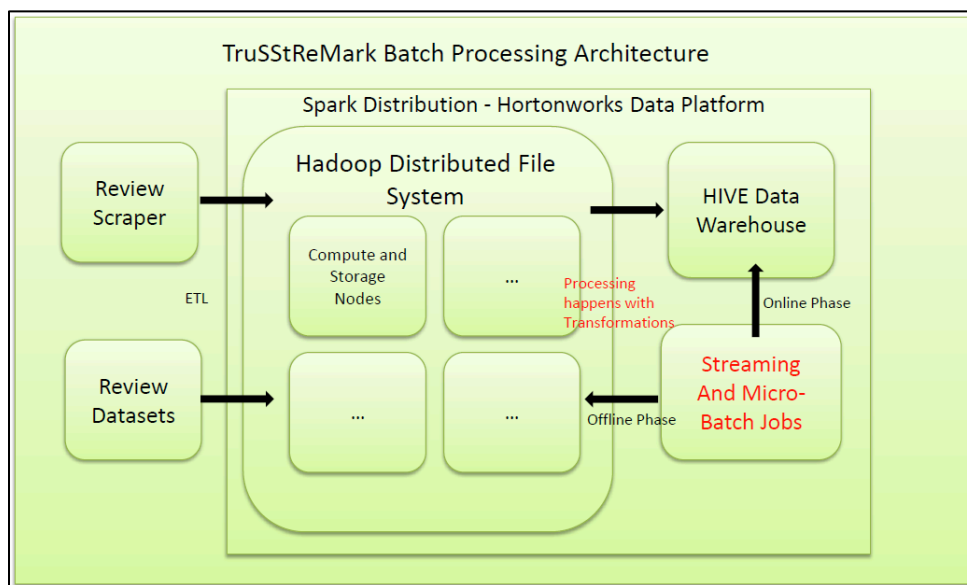 TruSStReMark Batch Processing Architecture
Spark Distribution - Hortonworks Data Platform
Review
Scraper
Hadoop Distributed File
System
HIVE Data
Warehouse
Compute and
Storage
Nodes
...
Processing
happens with
Transformations
ETL
Online Phase
Review
Datasets
...
...
Offline Phase
Streaming
And Micro-
Batch Jobs